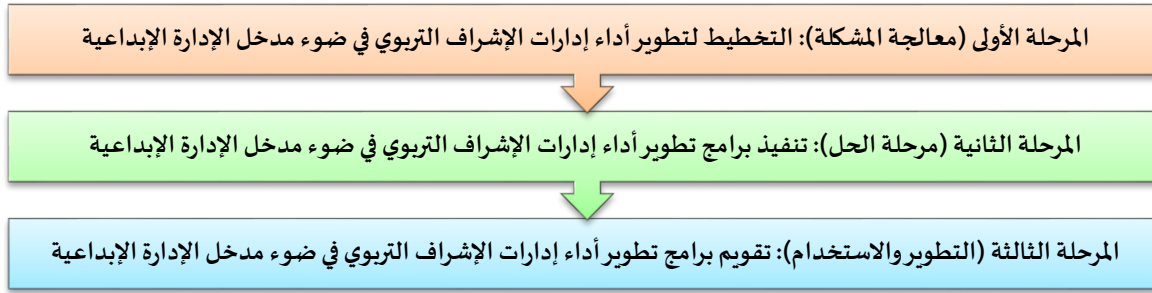 المرحلة الأولى (معالجة المشكلة): التخطيط لتطوير أداء إدارات الإشراف التربوي في ضوء مدخل الإدارة الإبداعية
المرحلة الثانية (مرحلة الحل): تنفيذ برامج تطوير أداء إدارات الإشراف التربوي في ضوء مدخل الإدارة الإبداعية
المرحلة الثالثة (التطوير والاستخدام): تقويم برامج تطوير أداء إدارات الإشراف التربوي في ضوء مدخل الإدارة الإبداعية